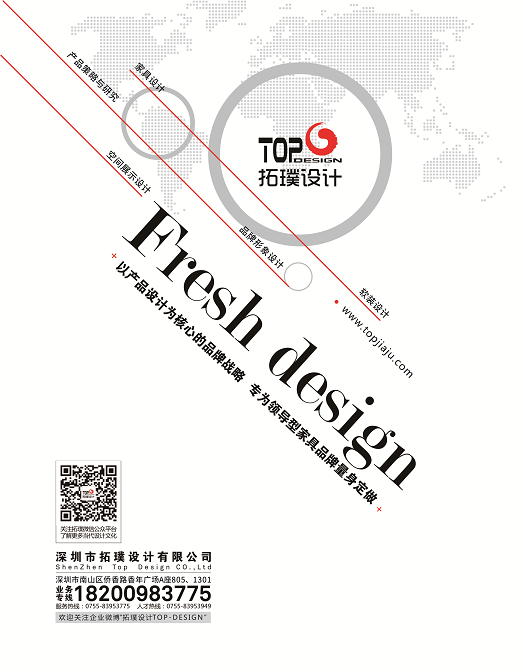 家具设计
产品策略与研究
TOP
DESIGN
拓璞设计
空间展示设计
品牌形象设计
软装设计
www.topjiaju.com
Fresh design
以产品设计为核心的品牌战略 专为领导型家具品牌量身定做
关注拓璞微信公众平台
了解更多当代设计文化
深圳市拓璞设计有限公司
ShenZhen Top Design CO.,Ltd
深圳市南山区侨香路香年广场A座805、1301
业务专线 18200983775
服务热线：0755-83953775 人才热线：0755-83953949
欢迎关注企业微博"拓璞设计TOP-DESIGN"